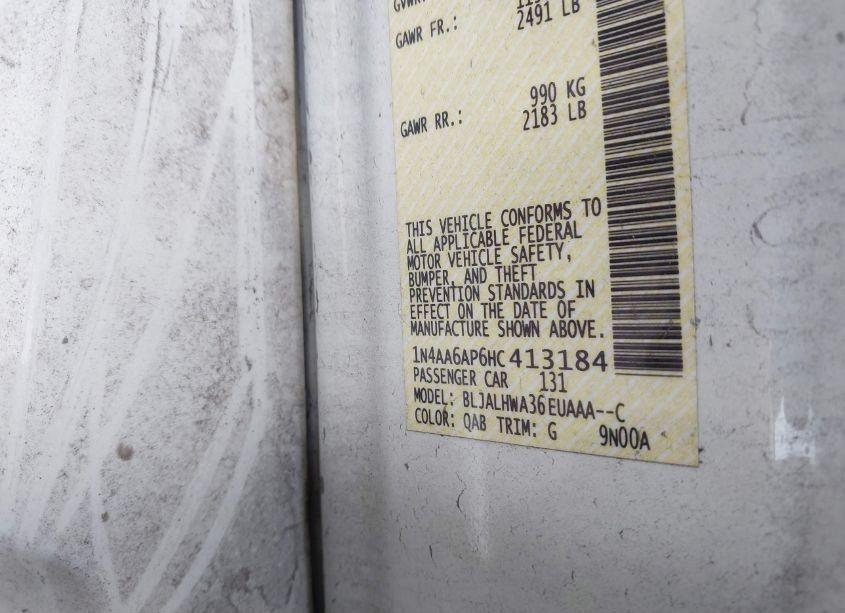 GVWR:
GAWR FR.: 2491 LB
990 KG
GAWR RR.: 2183 LB
THIS VEHICLE CONFORMS TO
ALL APPLICABLE FEDERAL
MOTOR VEHICLE SAFETY,
BUMPER, AND THEFT
PREVENTION STANDARDS IN
EFFECT ON THE DATE OF
MANUFACTURE SHOWN ABOVE.
1N4AA6AP6HC413184
PASSENGER CAR 131
MODEL: BLJALHWA36EUAAA--C
COLOR: QAB TRIM: G 9N00A